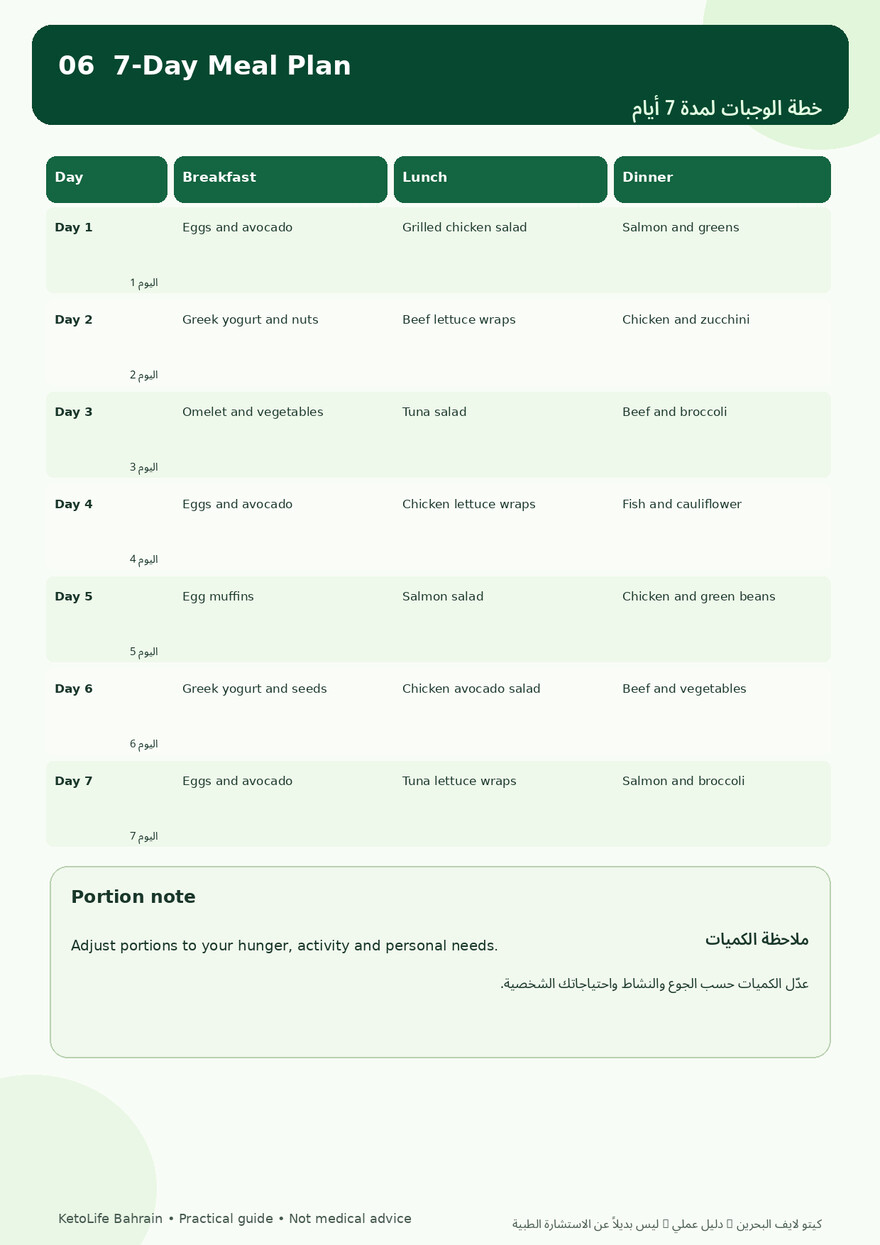 06 7-Day Meal Plan
خطة الوجبات لمدة 7 أيام
Day Breakfast Lunch Dinner
Day 1 Eggs and avocado Grilled chicken salad Salmon and greens
اليوم 1
Day 2 Greek yogurt and nuts Beef lettuce wraps Chicken and zucchini
اليوم 2
Day 3 Omelet and vegetables Tuna salad Beef and broccoli
اليوم 3
Day 4 Eggs and avocado Chicken lettuce wraps Fish and cauliflower
اليوم 4
Day 5 Egg muffins Salmon salad Chicken and green beans
اليوم 5
Day 6 Greek yogurt and seeds Chicken avocado salad Beef and vegetables
اليوم 6
Day 7 Eggs and avocado Tuna lettuce wraps Salmon and broccoli
اليوم 7
Portion note
ملاحظة الكميات
Adjust portions to your hunger, activity and personal needs.
عدّل الكميات حسب الجوع والنشاط واحتياجاتك الشخصية.
KetoLife Bahrain • Practical guide • Not medical advice
كيتو لايف البحرين ▯ دليل عملي ▯ ليس بديلاً عن الاستشارة الطبية